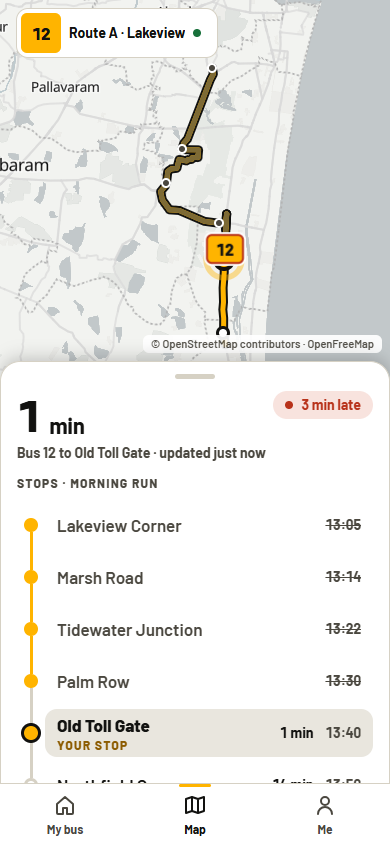 12 Route A · Lakeview
Pallavaram
baram
12
© OpenStreetMap contributors · OpenFreeMap
1 min
3 min late
Bus 12 to Old Toll Gate · updated just now
STOPS · MORNING RUN
Lakeview Corner 13:05
Marsh Road 13:14
Tidewater Junction 13:22
Palm Row 13:30
Old Toll Gate 1 min 13:40
YOUR STOP
My bus
Map
Me